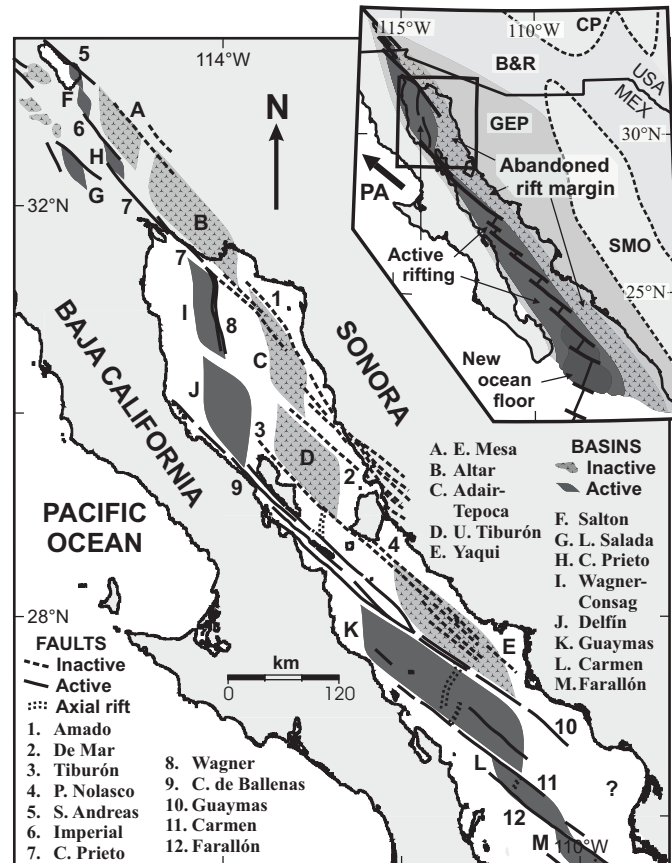 114°W
N
32°N
28°N
110°W
BAJA CALIFORNIA
SONORA
PACIFIC
OCEAN
5
F
A
6
H
G
7
B
7
1
I
8
C
J
3
D
2
9
4
K
E
10
L
11
?
12
M
km
0
120
115°W
110°W
CP
B&R
USA
MEX
GEP
30°N
Abandoned
rift margin
PA
Active
rifting
SMO
25°N
New
ocean
floor
A. E. Mesa
B. Altar
C. Adair-
Tepoca
D. U. Tiburón
E. Yaqui
BASINS
Inactive
Active
F. Salton
G. L. Salada
H. C. Prieto
I. Wagner-
Consag
J. Delfín
K. Guaymas
L. Carmen
M. Farallón
FAULTS
Inactive
Active
Axial rift
1. Amado
2. De Mar
3. Tiburón
4. P. Nolasco
5. S. Andreas
6. Imperial
7. C. Prieto
8. Wagner
9. C. de Ballenas
10. Guaymas
11. Carmen
12. Farallón